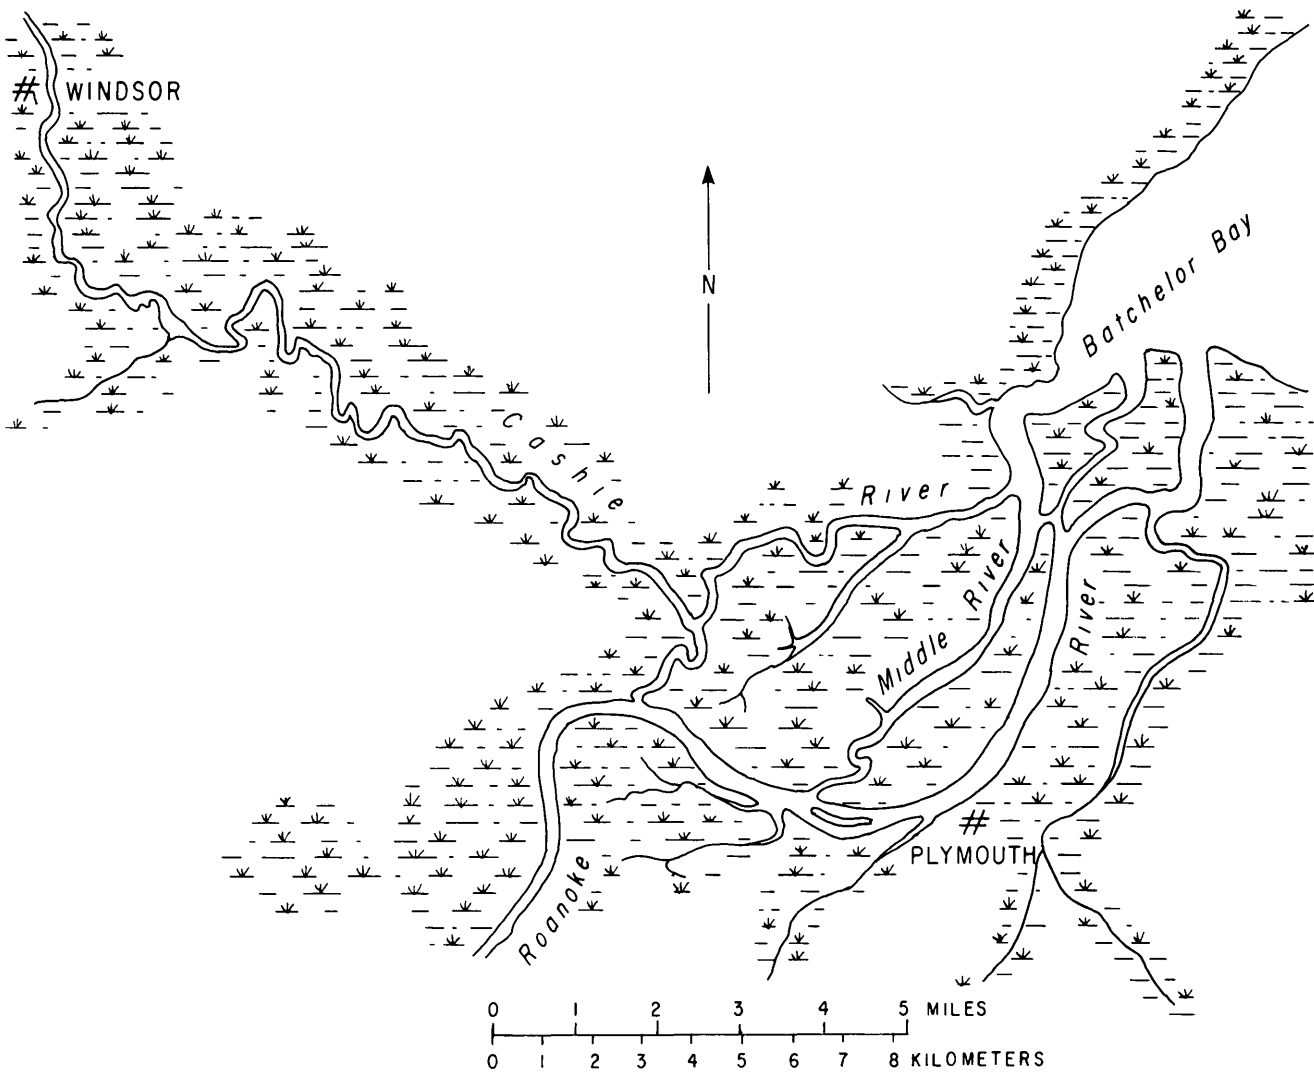 # WINDSOR
Batchelor Bay
N
Cashie
River
Middle River
River
#
PLYMOUTH
Roanoke
0 1 2 3 4 5 MILES
0 1 2 3 4 5 6 7 8 KILOMETERS